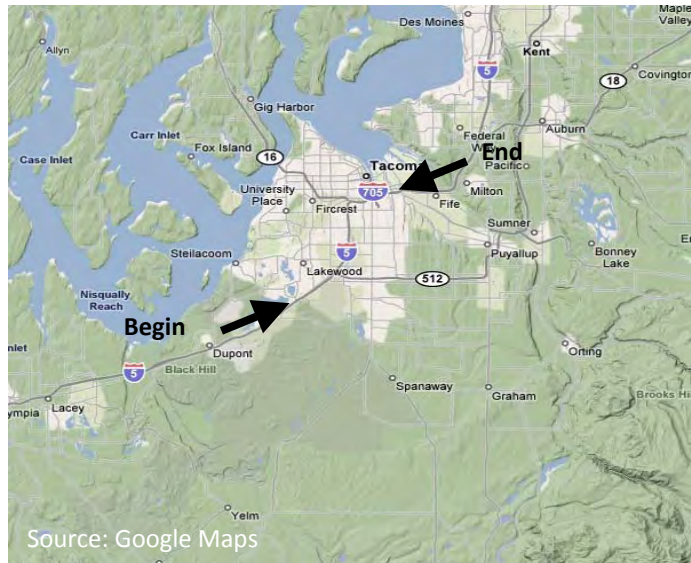 Des Moines
Maple
Valley
Allyn
Kent
5
18
Covington
Gig Harbor
Carr Inlet
Fox Island
16
Federal
Way
Auburn
Case Inlet
Tacoma
End
Pacific
University
Place
705
Milton
Fircrest
Fife
Sumner
Steilacoom
5
Puyallup
Bonney
Lake
Lakewood
512
Nisqually
Reach
Begin
Dupont
Orting
5
Black Hill
Spanaway
Graham
Lacey
Yelm
Source: Google Maps